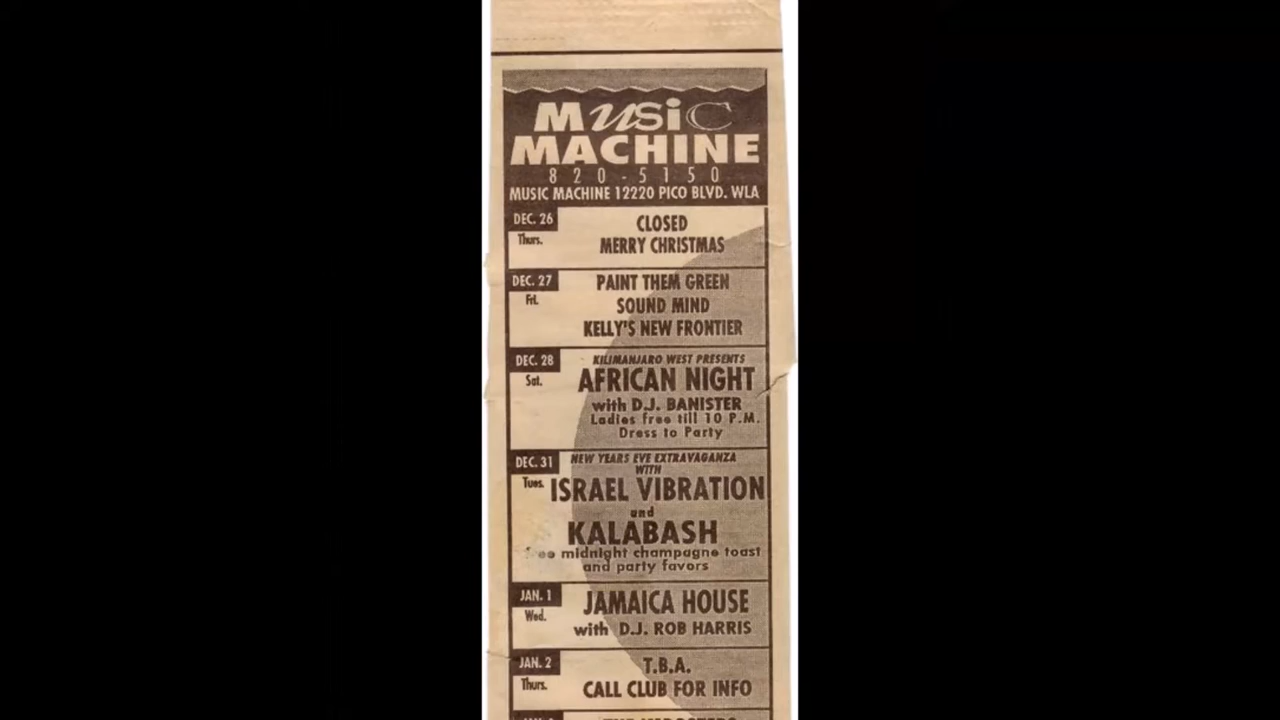 MUSiC
MACHINE
820-5150
MUSIC MACHINE 12220 PICO BLVD. WLA
DEC. 26
Thurs.
CLOSED
MERRY CHRISTMAS
DEC. 27
Fri.
PAINT THEM GREEN
SOUND MIND
KELLY'S NEW FRONTIER
DEC. 28
Sat.
KILIMANJARO WEST PRESENTS
AFRICAN NIGHT
with D.J. BANISTER
Ladies free till 10 P.M.
Dress to Party
DEC. 31
Tues.
NEW YEARS EVE EXTRAVAGANZA
WITH
ISRAEL VIBRATION
and
KALABASH
free midnight champagne toast
and party favors
JAN. 1
Wed.
JAMAICA HOUSE
with D.J. ROB HARRIS
JAN. 2
Thurs.
T.B.A.
CALL CLUB FOR INFO